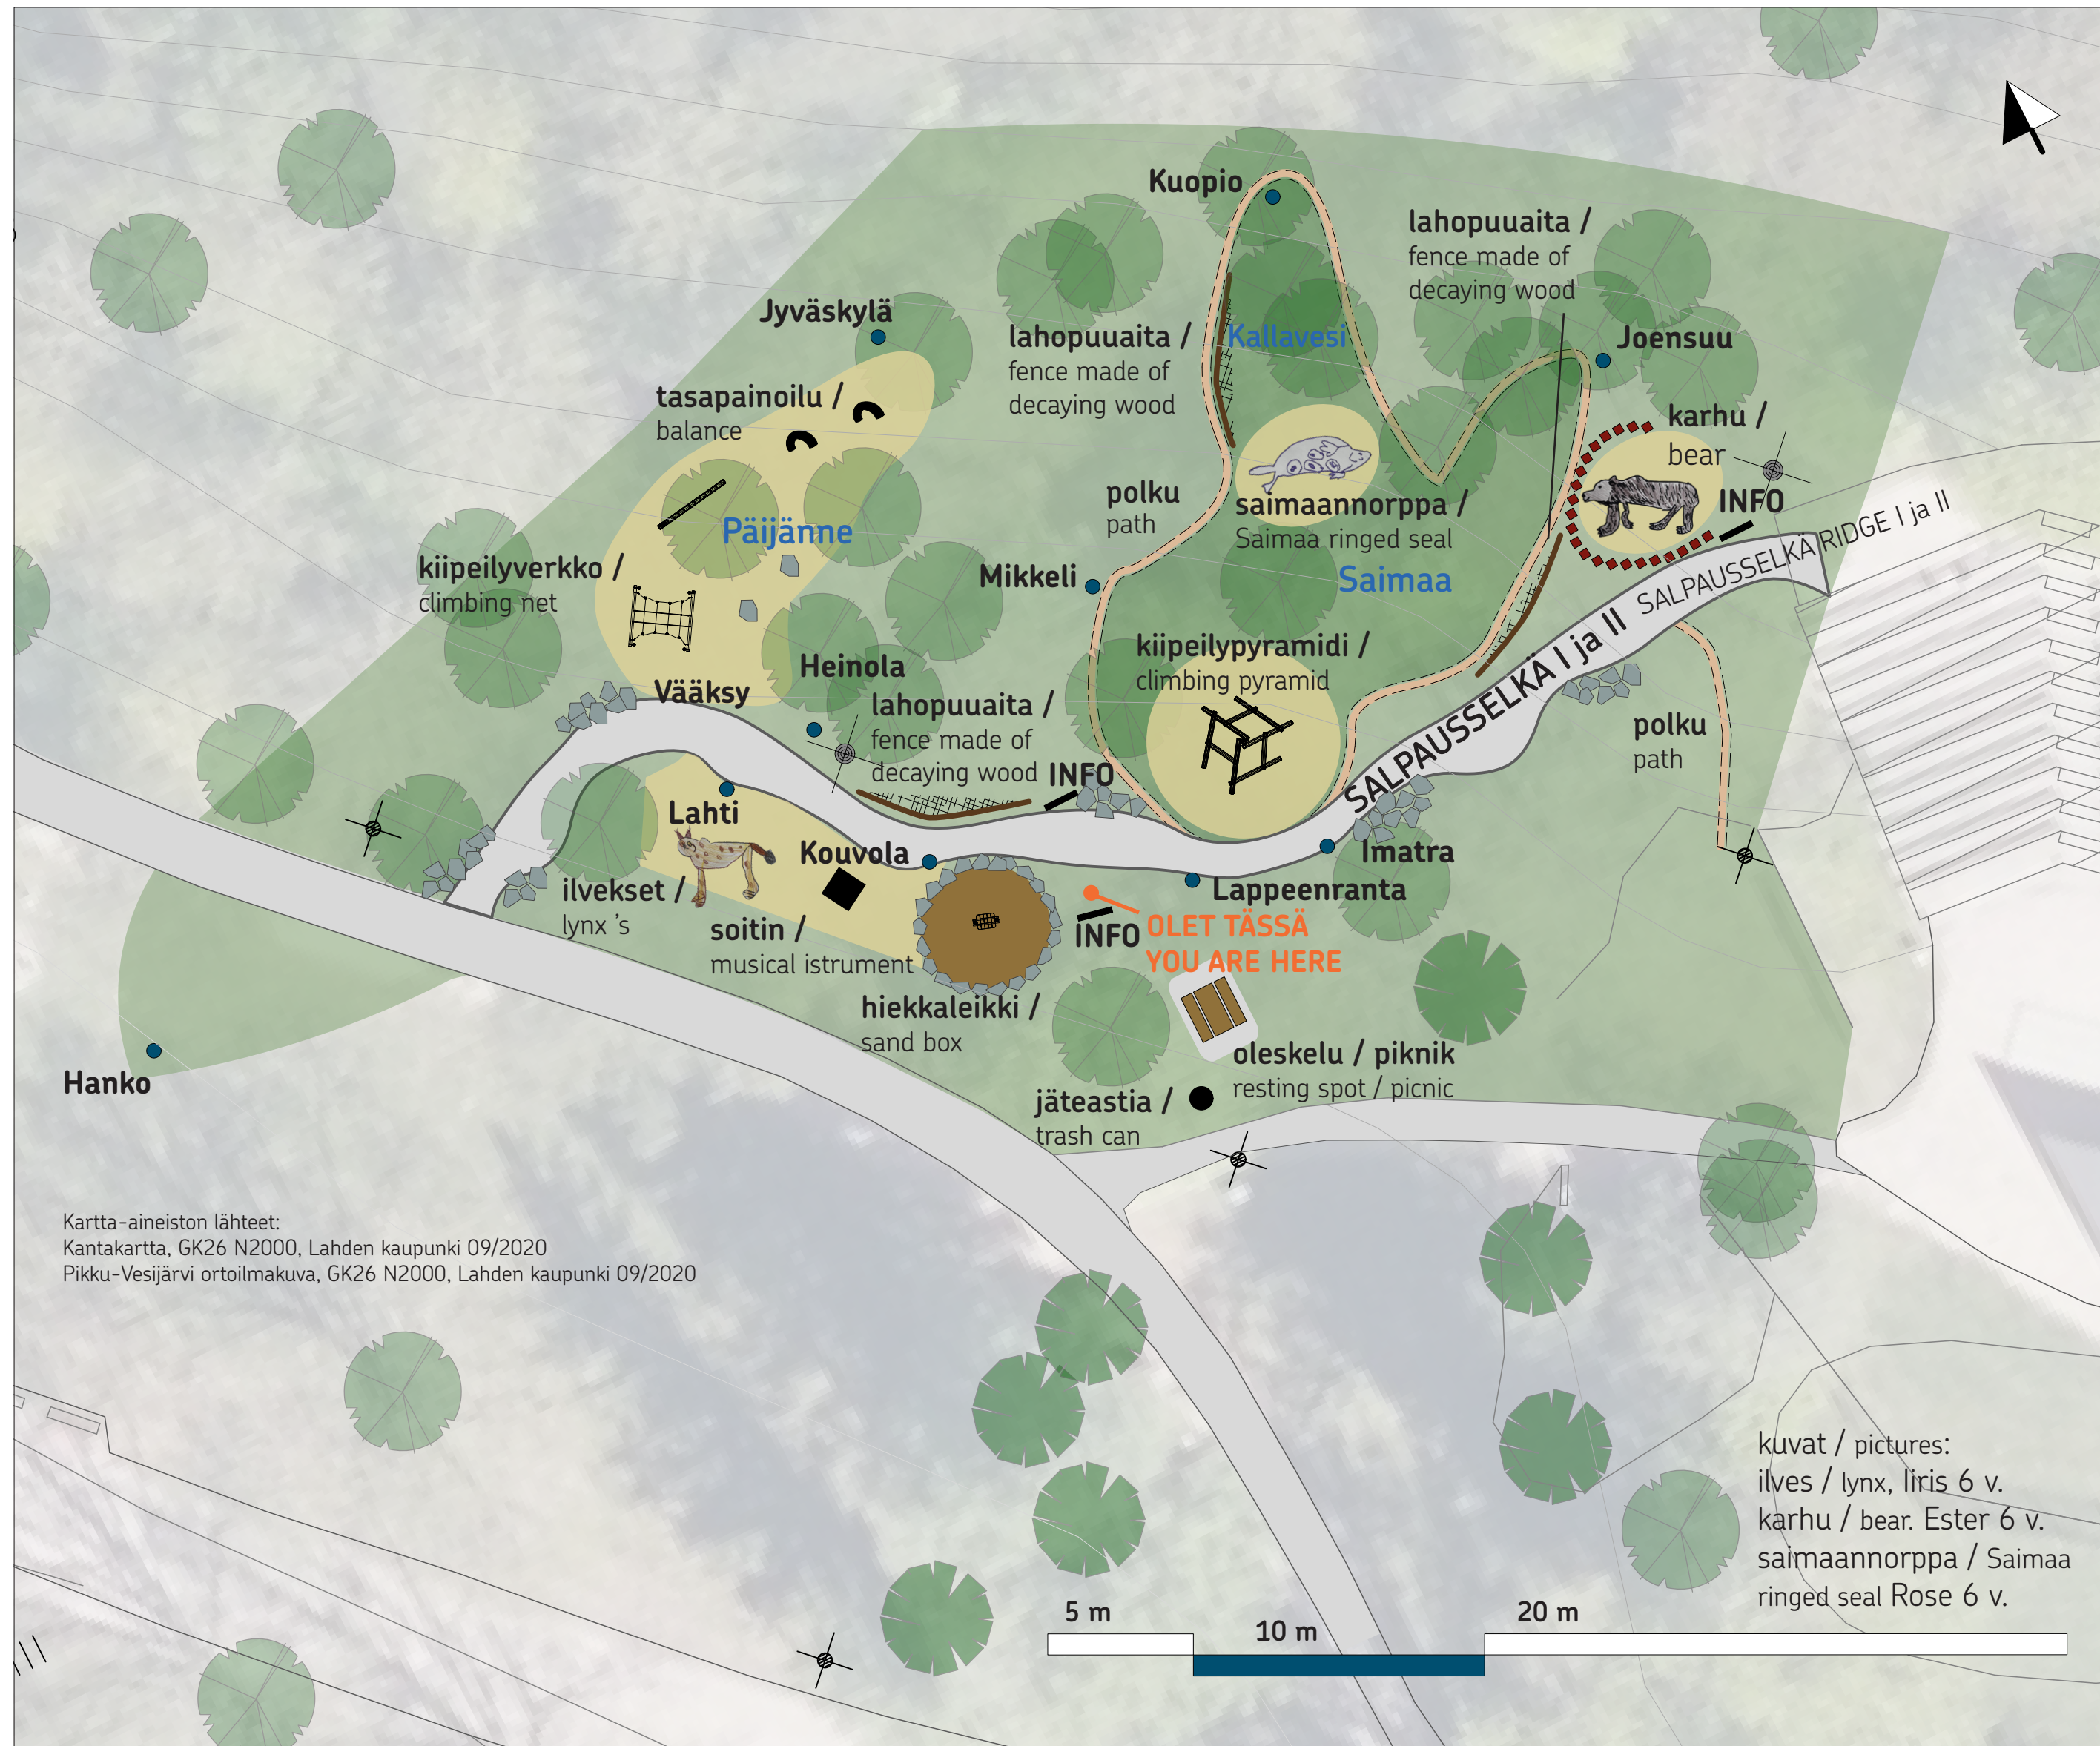 Kuopio
lahopuuaita /
fence made of
decaying wood
Jyväskylä
lahopuuaita /
fence made of
decaying wood
Kallavesi
Joensuu
tasapainoilu /
balance
karhu /
bear
INFO
polku
path
saimaannorppa /
Saimaa ringed seal
Päijänne
kiipeilyverkko /
climbing net
Mikkeli
Saimaa
SALPAUSSELKÄ I ja II SALPAUSSELKÄ RIDGE I ja II
kiipeilypyramidi /
climbing pyramid
Heinola
Vääksy
lahopuuaita /
fence made of
decaying wood
INFO
polku
path
Lahti
Kouvola
Imatra
ilvekset /
lynx 's
Lappeenranta
soitin /
musical istrument
INFO
OLET TÄSSÄ
YOU ARE HERE
hiekkaleikki /
sand box
oleskelu / piknik
resting spot / picnic
Hanko
jäteastia /
trash can
Kartta-aineiston lähteet:
Kantakartta, GK26 N2000, Lahden kaupunki 09/2020
Pikku-Vesijärvi ortoilmakuva, GK26 N2000, Lahden kaupunki 09/2020
kuvat / pictures:
ilves / lynx, Iiris 6 v.
karhu / bear. Ester 6 v.
saimaannorppa / Saimaa
ringed seal Rose 6 v.
5 m
10 m
20 m